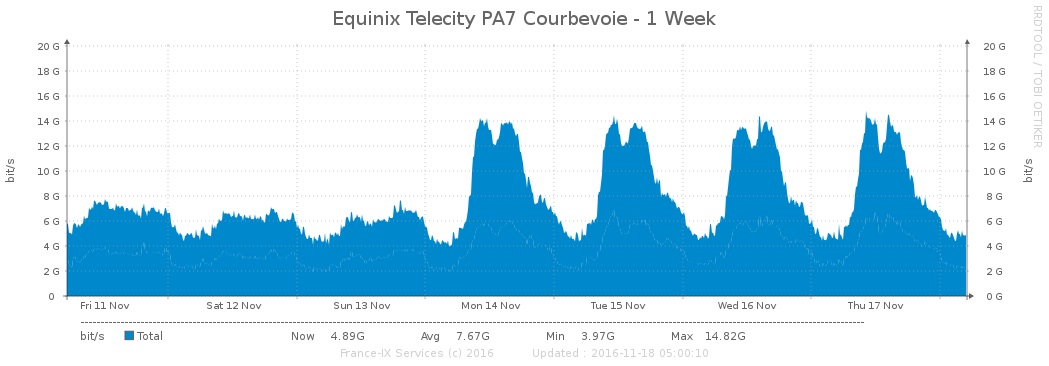 Equinix Telecity PA7 Courbevoie - 1 Week
RRDTOOL / TOBI OETIKER
20 G 20 G
18 G 18 G
16 G 16 G
14 G 14 G
12 G 12 G
10 G 10 G
8 G 8 G
6 G 6 G
4 G 4 G
2 G 2 G
0 0 G
bit/s
bit/s
Fri 11 Nov Sat 12 Nov Sun 13 Nov Mon 14 Nov Tue 15 Nov Wed 16 Nov Thu 17 Nov
bit/s Total Now 4.89G Avg 7.67G Min 3.97G Max 14.82G
France-IX Services (c) 2016 Updated : 2016-11-18 05:00:10